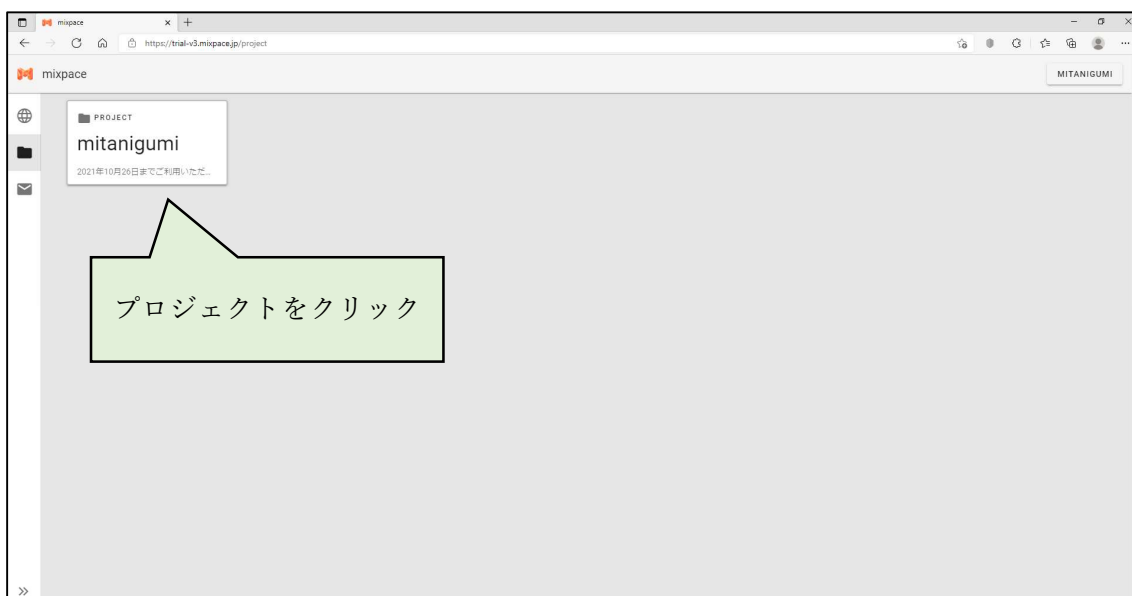 mixpace
https://trial-v3.mixpace.jp/project
mixpace
MITANIGUMI
PROJECT
mitanigumi
2021年10月26日までご利用いただ...
プロジェクトをクリック